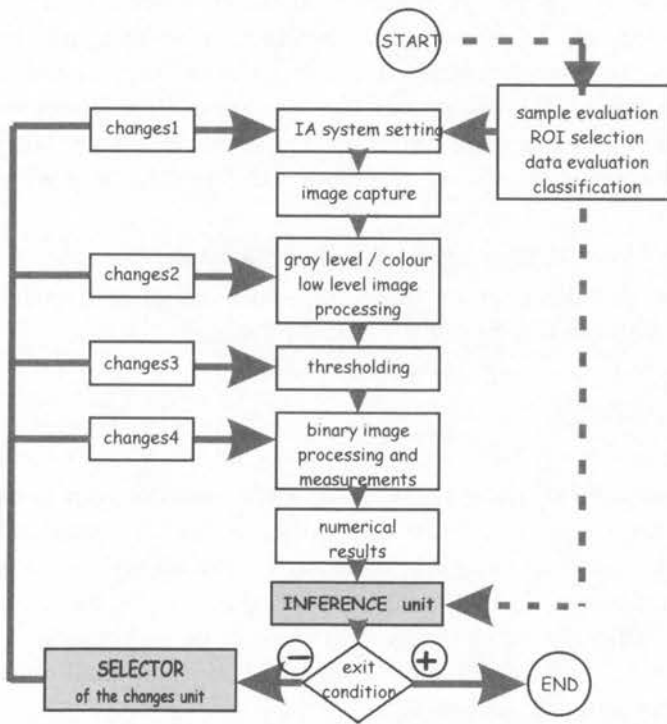 START
sample evaluation
ROI selection
data evaluation
classification
changes1
IA system setting
image capture
changes2
gray level / colour
low level image
processing
changes3
thresholding
changes4
binary image
processing and
measurements
numerical
results
INFERENCE unit
SELECTOR
of the changes unit
−
exit
condition
+
END